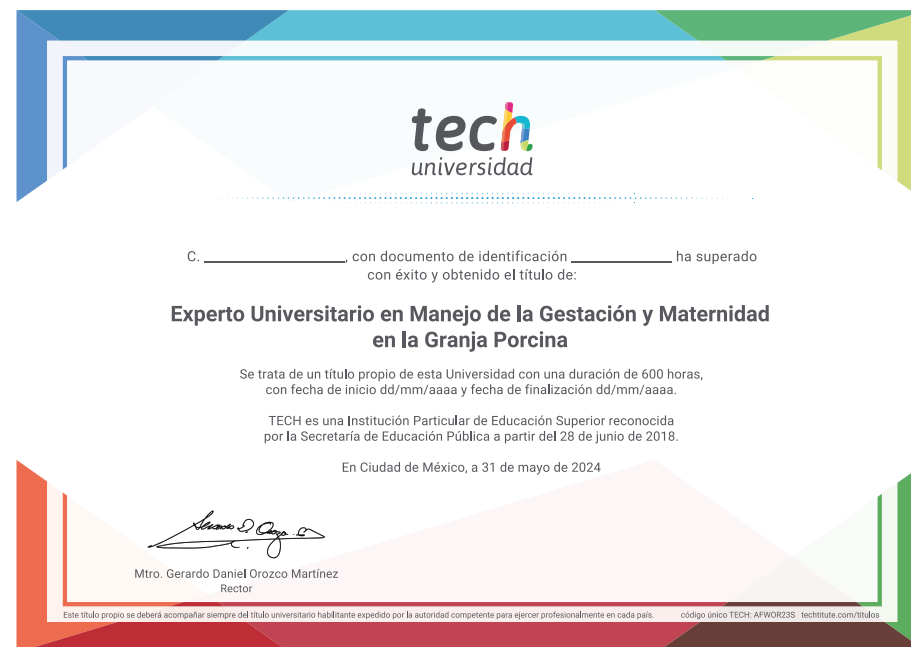 tech
universidad
C. ____________, con documento de identificación ____________ ha superado
con éxito y obtenido el título de:
Experto Universitario en Manejo de la Gestación y Maternidad
en la Granja Porcina
Se trata de un título propio de esta Universidad con una duración de 600 horas,
con fecha de inicio dd/mm/aaaa y fecha de finalización dd/mm/aaaa.
TECH es una Institución Particular de Educación Superior reconocida
por la Secretaría de Educación Pública a partir del 28 de junio de 2018.
En Ciudad de México, a 31 de mayo de 2024
Mtro. Gerardo Daniel Orozco Martínez
Rector
Este título propio se deberá acompañar siempre del título universitario habilitante expedido por la autoridad competente para ejercer profesionalmente en cada país. código único TECH: AFWOR23S techtitute.com/titulos